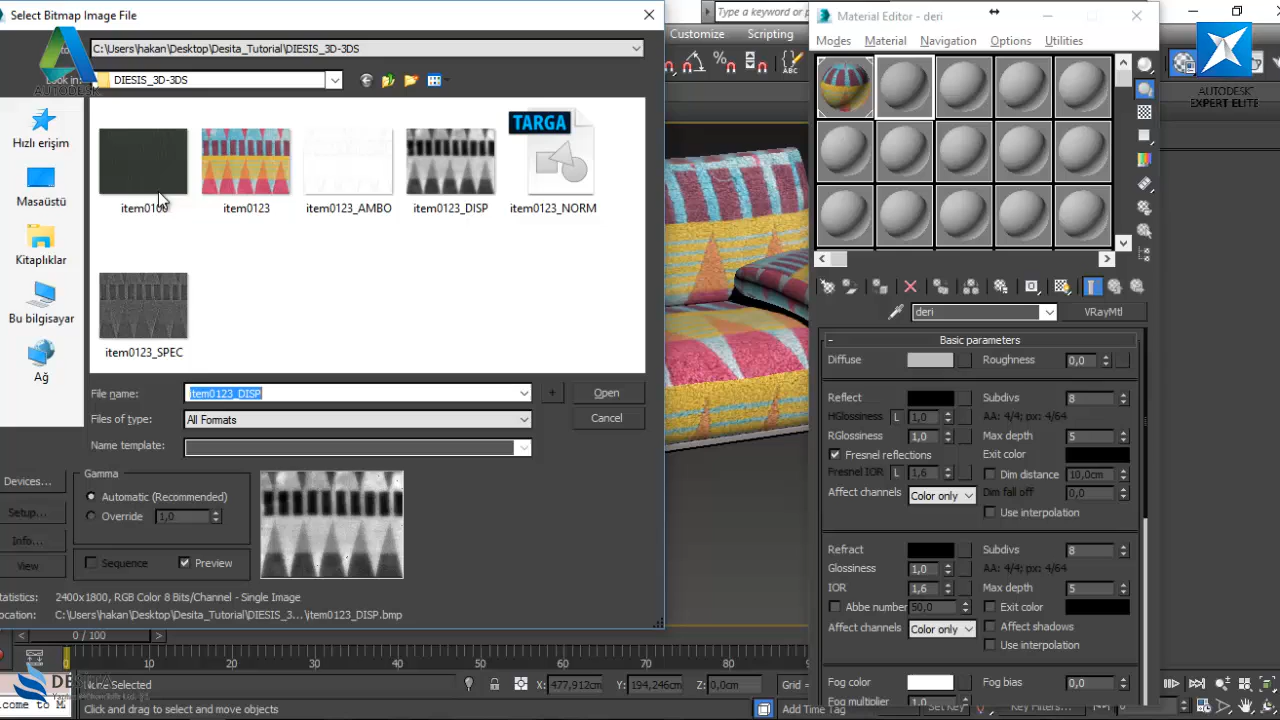 Select Bitmap Image File
C:\Users\hakan\Desktop\Desita_Tutorial\DIESIS_3D-3DS
Look in:
DIESIS_3D-3DS
AUTODESK
Hızlı erişim
Masaüstü
Kitaplıklar
Bu bilgisayar
Ağ
item0100
item0123
item0123_AMBO
item0123_DISP
TARGA
item0123_NORM
item0123_SPEC
File name:
item0123_DISP
+
Open
Files of type:
All Formats
Cancel
Name template:
Devices...
Setup...
Info...
View
Gamma
Automatic (Recommended)
Override
1,0
Sequence
Preview
tatistics:
2400x1800, RGB Color 8 Bits/Channel - Single Image
ocation:
C:\Users\hakan\Desktop\Desita_Tutorial\DIESIS_3...\item0123_DISP.bmp
Type a keyword or p
Customize
Scripting
Material Editor - deri
Modes
Material
Navigation
Options
Utilities
AUTODESK
EXPERT ELITE
deri
VRayMtl
Basic parameters
Diffuse
Roughness
0,0
Reflect
Subdivs
8
HGlossiness
L
1,0
AA: 4/4; px: 4/64
RGlossiness
1,0
Max depth
5
Fresnel reflections
Exit color
Fresnel IOR
L
1,6
Dim distance
10,0cm
Affect channels
Color only
Dim fall off
0,0
Use interpolation
Refract
Subdivs
8
Glossiness
1,0
AA: 4/4; px: 4/64
IOR
1,6
Max depth
5
Abbe number
50,0
Exit color
Affect channels
Color only
Affect shadows
Use interpolation
Fog color
Fog bias
0,0
Fog multiplier
1,0
0 / 100
0
10
20
30
40
50
60
70
80
None Selected
X:
477,912cm
Y:
194,246cm
Z:
0,0cm
Grid =
Click and drag to select and move objects
Add Time Tag
Set Key
Key Filters...
come to M